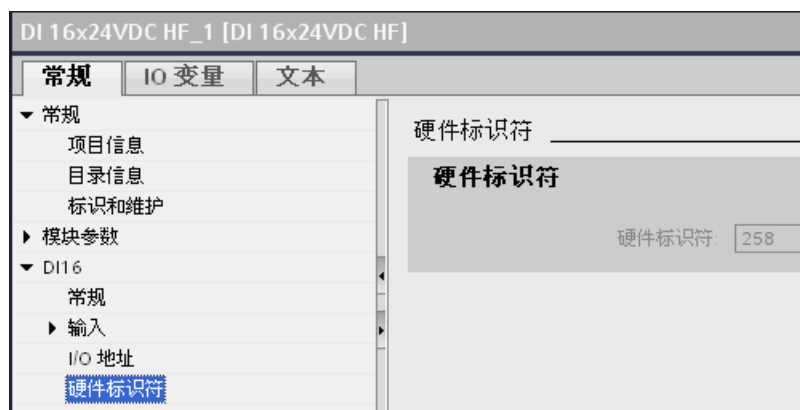 DI 16x24VDC HF_1 [DI 16x24VDC HF]
常规 IO 变量 文本
常规
项目信息
目录信息
标识和维护
模块参数
DI16
常规
输入
I/O 地址
硬件标识符
硬件标识符
硬件标识符
硬件标识符: 258